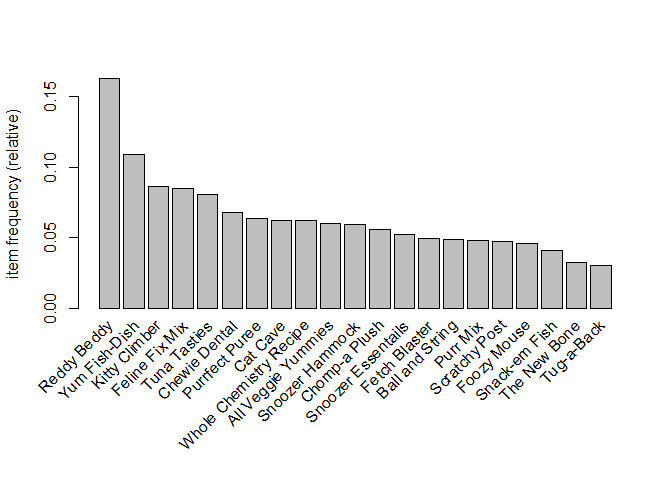 item frequency (relative)
0.15
0.10
0.05
0.00
Reddy Beddy
Yum Fish-Dish
Kitty Climber
Feline Fix Mix
Tuna Tasties
Chewie Dental
Purrfect Puree
Cat Cave
Whole Chemistry Recipe
All Veggie Yummies
Snoozer Hammock
Chomp-a Plush
Snoozer Essentails
Fetch Blaster
Ball and String
Purr Mix
Scratchy Post
Foozy Mouse
Snack-em Fish
The New Bone
Tug-a-Back